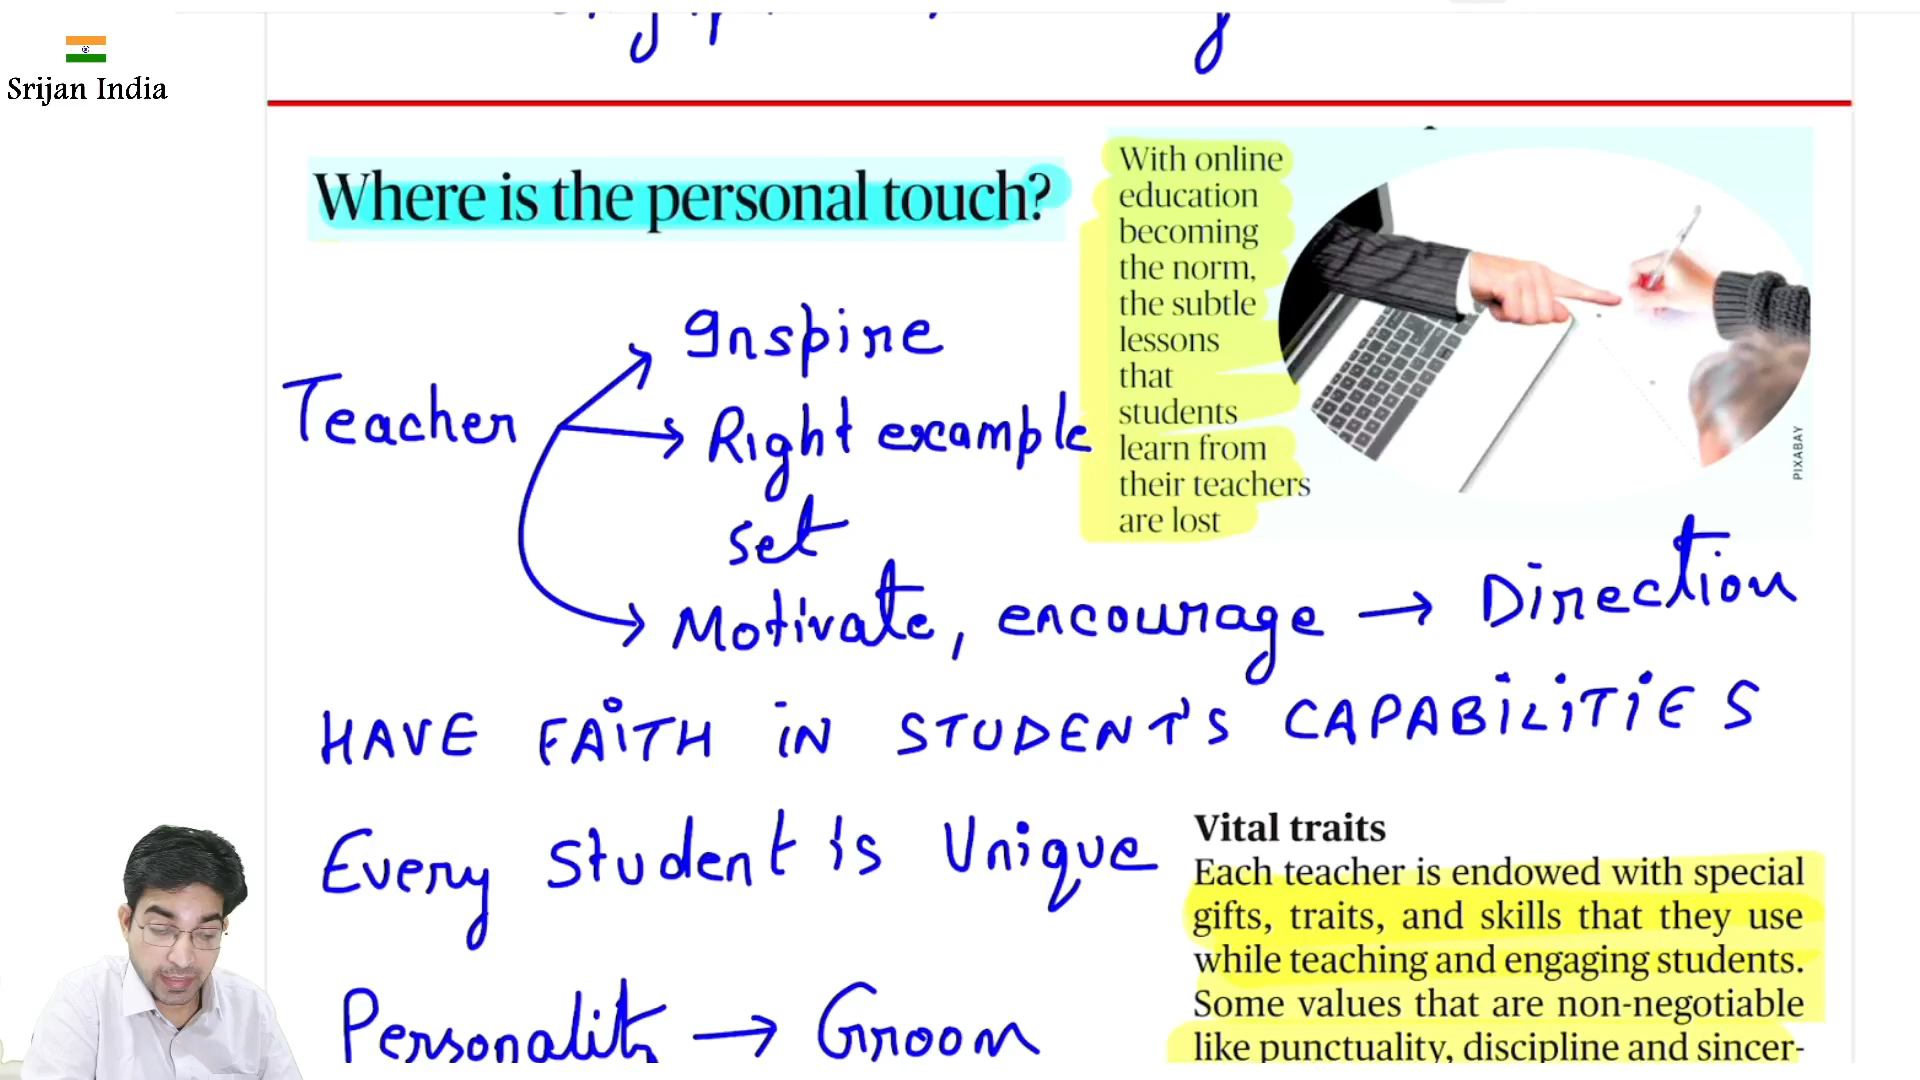 Srijan India
Where is the personal touch?
With online
education
becoming
the norm,
the subtle
lessons
that
students
learn from
their teachers
are lost
PIXABAY
Teacher
Inspire
Right example
set
Motivate, encourage → Direction
HAVE FAITH IN STUDENT'S CAPABILITIES
Every student is Unique
Personality → Groom
Vital traits
Each teacher is endowed with special
gifts, traits, and skills that they use
while teaching and engaging students.
Some values that are non-negotiable
like punctuality, discipline and sincer-